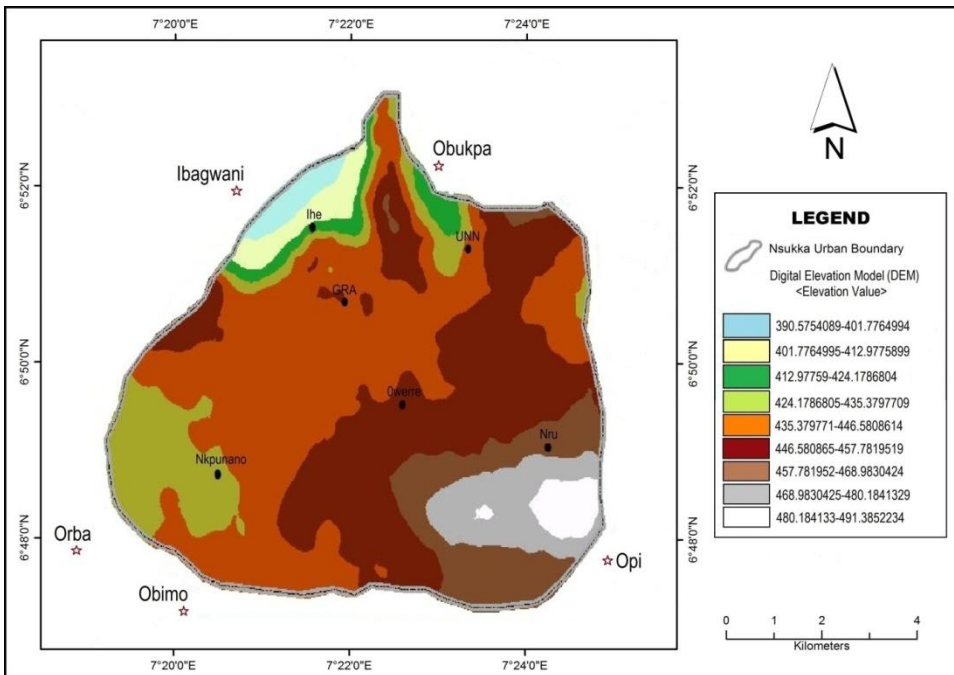 7°20'0"E
7°22'0"E
7°24'0"E
N
Obukpa
Ibagwani
6°52'0"N
6°52'0"N
Ihe
UNN
GRA
LEGEND
Nsukka Urban Boundary
Digital Elevation Model (DEM)
<Elevation Value>
390.5754089-401.7764994
401.7764995-412.9775899
412.97759-424.1786804
424.1786805-435.3797709
435.379771-446.5808614
446.580865-457.7819519
457.781952-468.9830424
468.9830425-480.1841329
480.184133-491.3852234
6°50'0"N
6°50'0"N
0werre
Nru
Nkpunano
6°48'0"N
6°48'0"N
Orba
Opi
Obimo
0 1 2 4
Kilometers
7°20'0"E
7°22'0"E
7°24'0"E